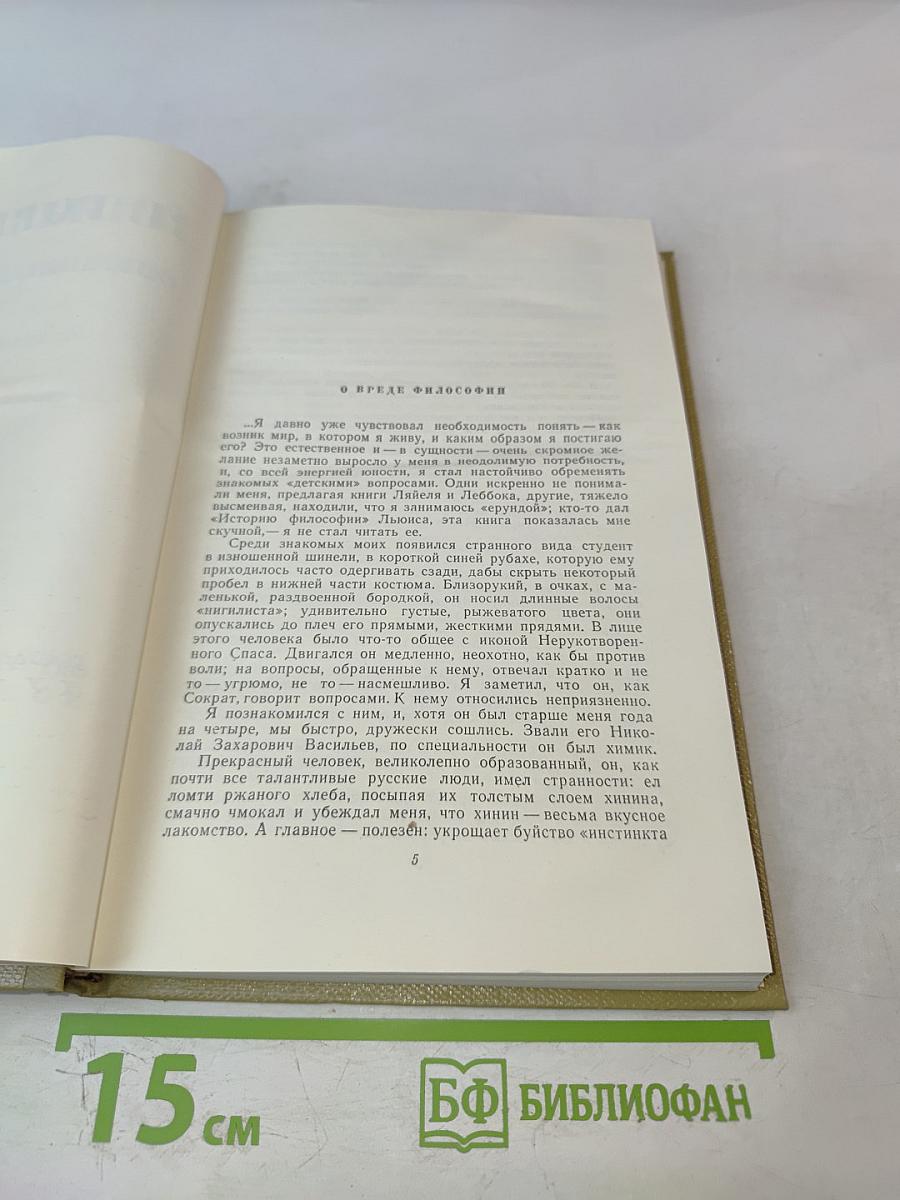 О ВРЕДЕ ФИЛОСОФИИ
...Я давно уже чувствовал необходимость понять — как
возник мир, в котором я живу, и каким образом я постигаю
его? Это естественное и — в сущности — очень скромное же-
лание незаметно выросло у меня в неодолимую потребность,
и, со всей энергией юности, я стал настойчиво обременять
знакомых «детскими» вопросами. Одни искренно не понима-
ли меня, предлагая книги Ляйеля и Леббока, другие, тяжело
высмеивая, находили, что я занимаюсь «ерундой»; кто-то дал
«Историю философии» Льюиса, эта книга показалась мне
скучной,— я не стал читать ее.
Среди знакомых моих появился странного вида студент
в изношенной шинели, в короткой синей рубахе, которую ему
приходилось часто одергивать сзади, дабы скрыть некоторый
пробел в нижней части костюма. Близорукий, в очках, с ма-
ленькой, раздвоенной бородкой, он носил длинные волосы
«нигилиста»; удивительно густые, рыжеватого цвета, они
опускались до плеч его прямыми, жесткими прядями. В лице
этого человека было что-то общее с иконой Нерукотворен-
ного Спаса. Двигался он медленно, неохотно, как бы против
воли; на вопросы, обращенные к нему, отвечал кратко и не
то — угрюмо, не то — насмешливо. Я заметил, что он, как
Сократ, говорит вопросами. К нему относились неприязненно.
Я познакомился с ним, и, хотя он был старше меня года
на четыре, мы быстро, дружески сошлись. Звали его Нико-
лай Захарович Васильев, по специальности он был химик.
Прекрасный человек, великолепно образованный, он, как
почти все талантливые русские люди, имел странности: ел
ломти ржаного хлеба, посыпая их толстым слоем хинина,
смачно чмокал и убеждал меня, что хинин — весьма вкусное
лакомство. А главное — полезен: укрощает буйство «инстинкта
5
15 см
БФ БИБЛИОФАН